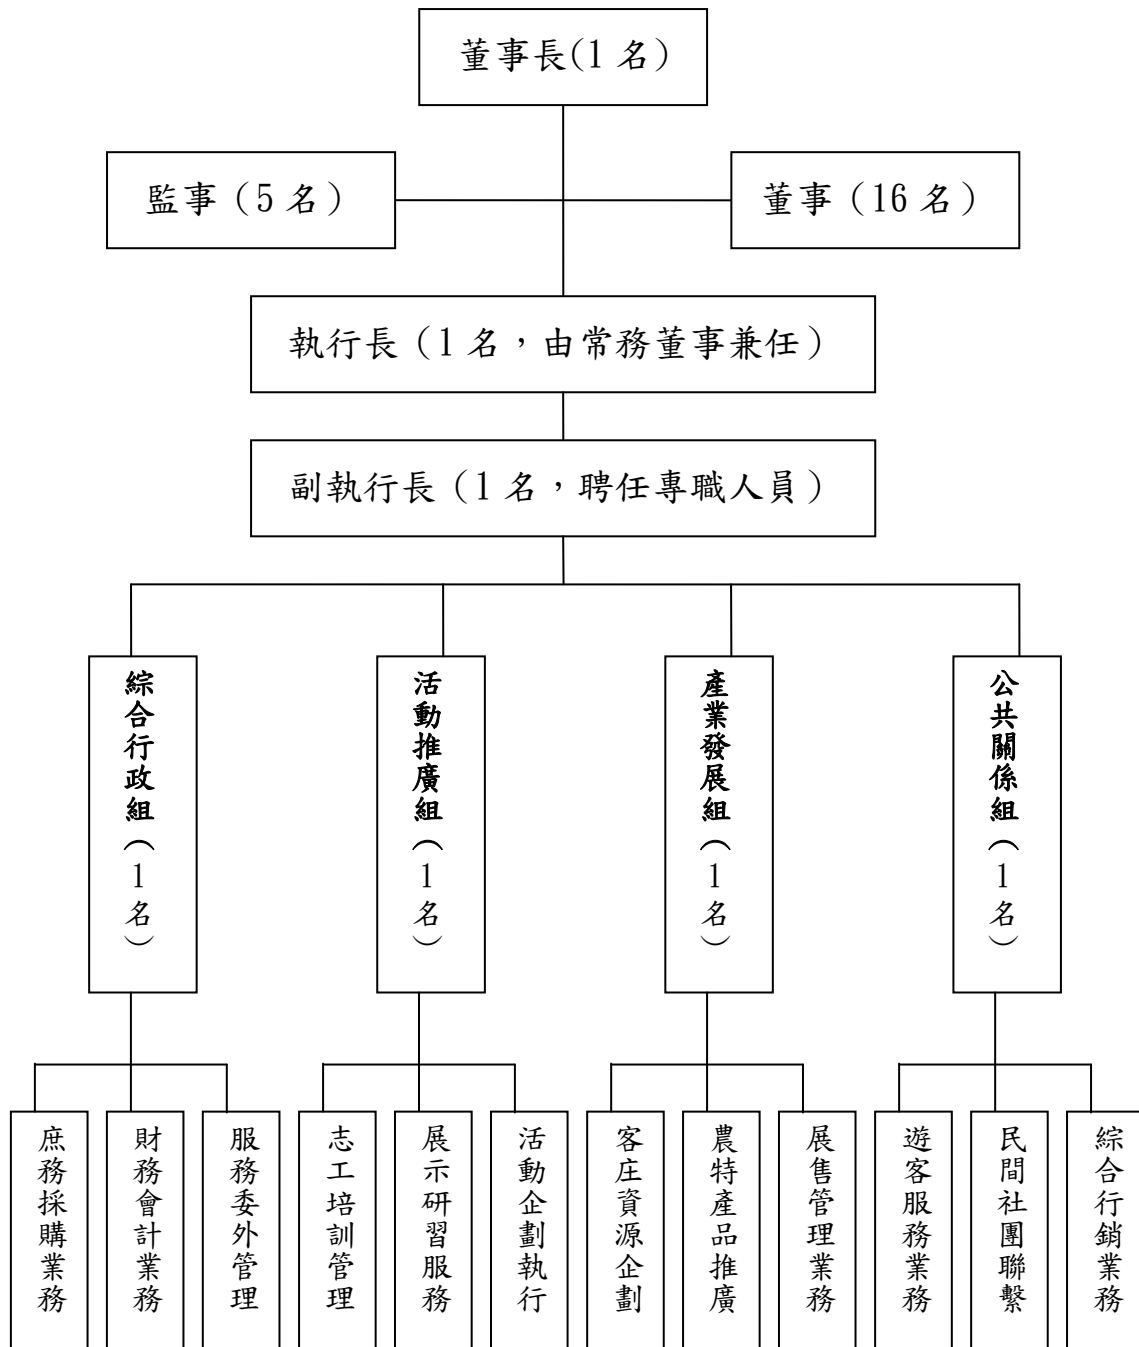 董事長(1 名)
監事（5 名）
董事（16 名）
執行長（1 名，由常務董事兼任）
副執行長（1 名，聘任專職人員）
綜合行政組（1名）
活動推廣組（1名）
產業發展組（1名）
公共關係組（1名）
庶務採購業務
財務會計業務
服務委外管理
志工培訓管理
展示研習服務
活動企劃執行
客庄資源企劃
農特產品推廣
展售管理業務
遊客服務業務
民間社團聯繫
綜合行銷業務